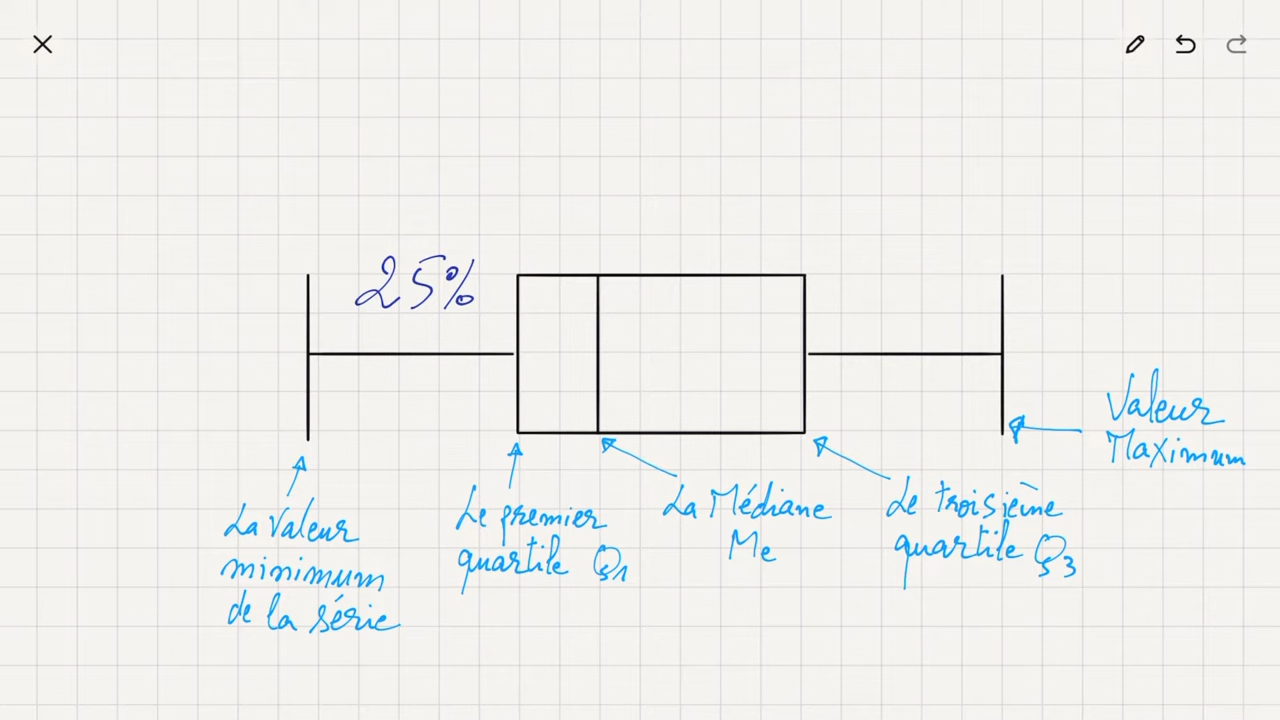 25%
La Valeur
minimum
de la série
Le premier
quartile Q1
La Médiane
Me
Le troisième
quartile Q3
Valeur
Maximum